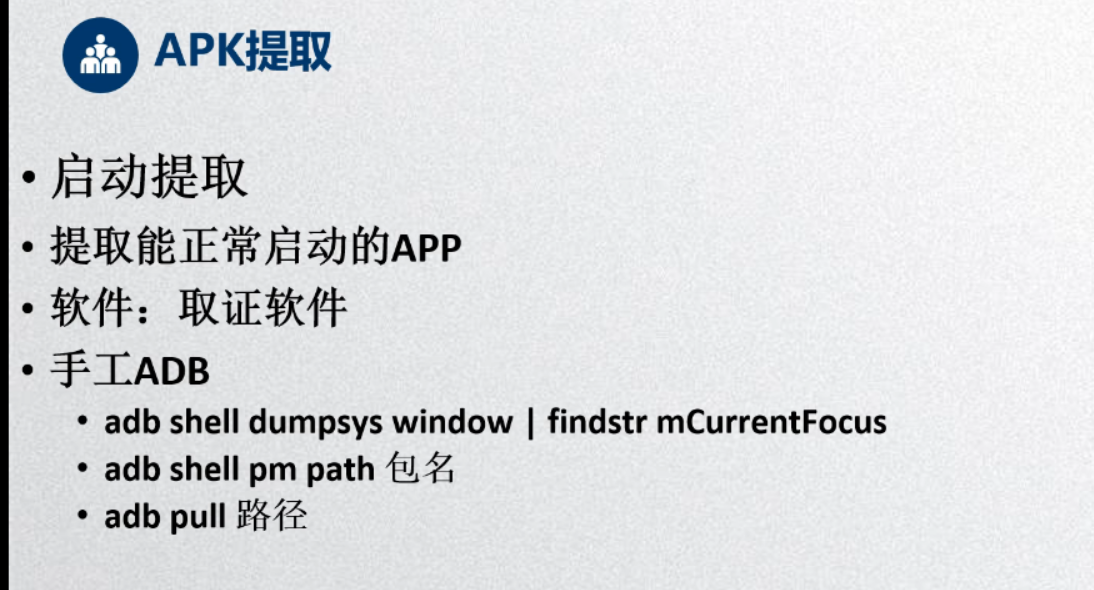 APK提取
• 启动提取
• 提取能正常启动的APP
• 软件：取证软件
• 手工ADB
• adb shell dumpsys window | findstr mCurrentFocus
• adb shell pm path 包名
• adb pull 路径